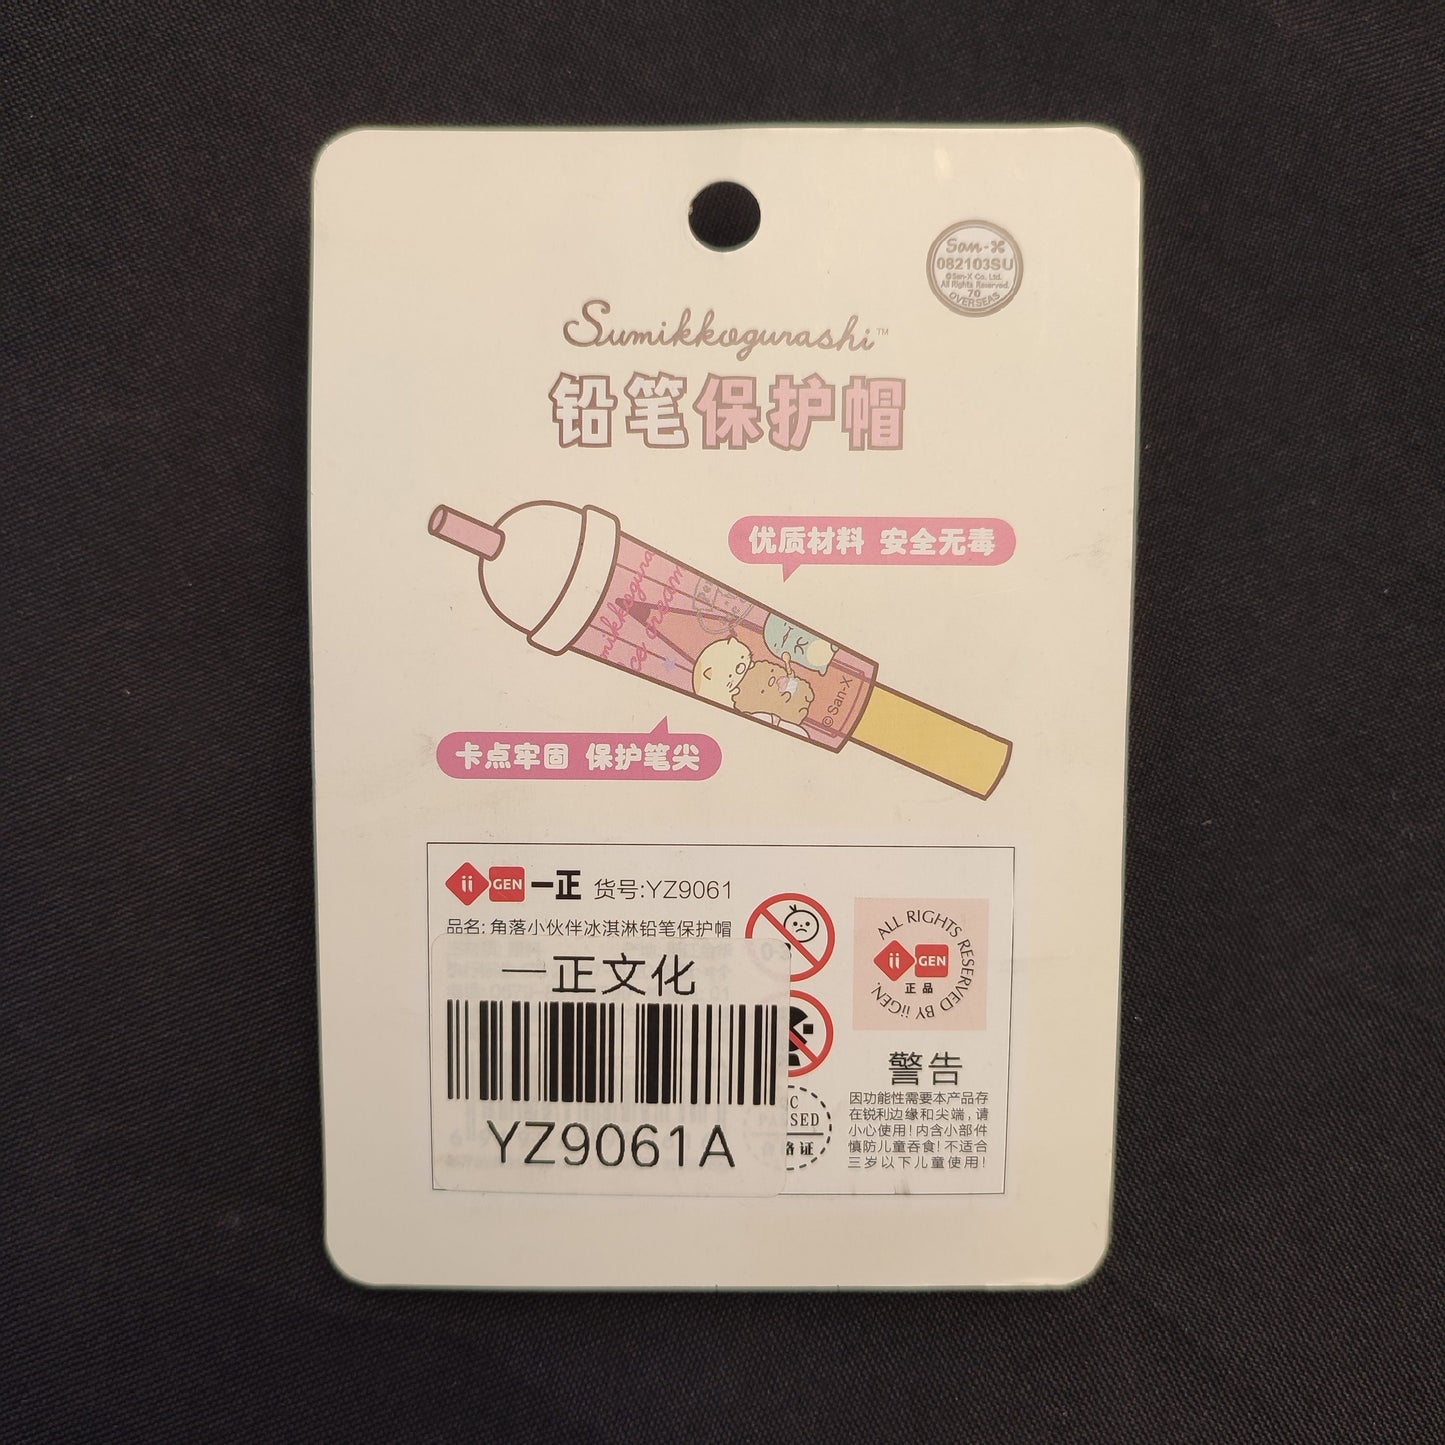 San-X
082103SU
©San-X Co. Ltd.
All Rights Reserved.
70
OVERSEAS
Sumikkogurashi™
铅笔保护帽
优质材料 安全无毒
©San-X
卡点牢固 保护笔尖
ii GEN 一正 货号:YZ9061
品名: 角落小伙伴冰淇淋铅笔保护帽
一正文化
YZ9061A
ALL RIGHTS RESERVED BY iiGEN.
ii GEN
正品
警告
因功能性需要本产品存
在锐利边缘和尖端,请
小心使用!内含小部件
慎防儿童吞食!不适合
三岁以下儿童使用!